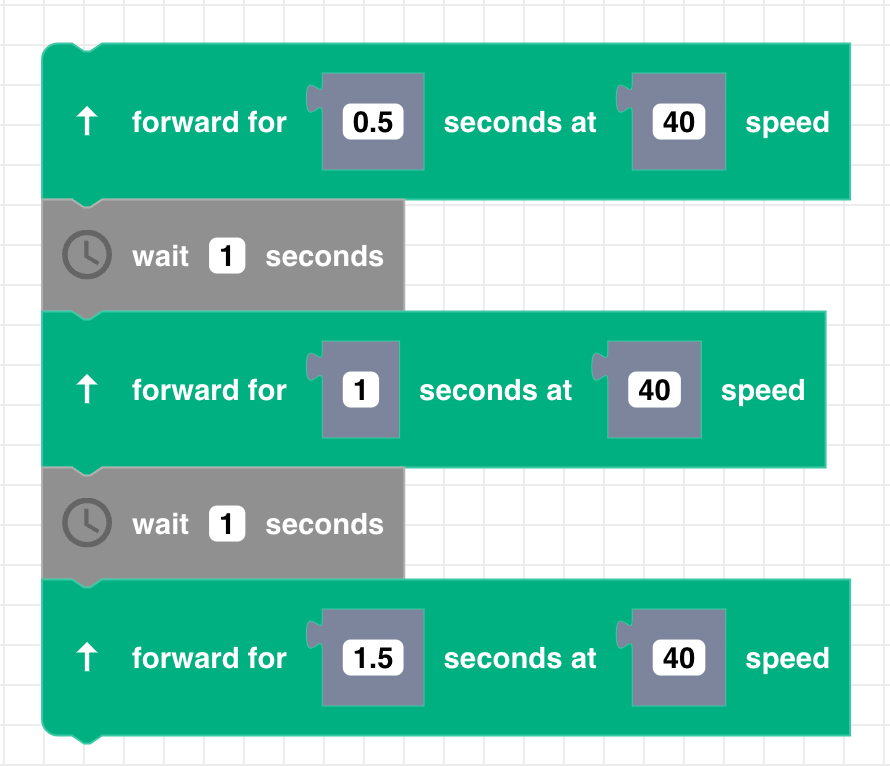 forward for 0.5 seconds at 40 speed
wait 1 seconds
forward for 1 seconds at 40 speed
wait 1 seconds
forward for 1.5 seconds at 40 speed